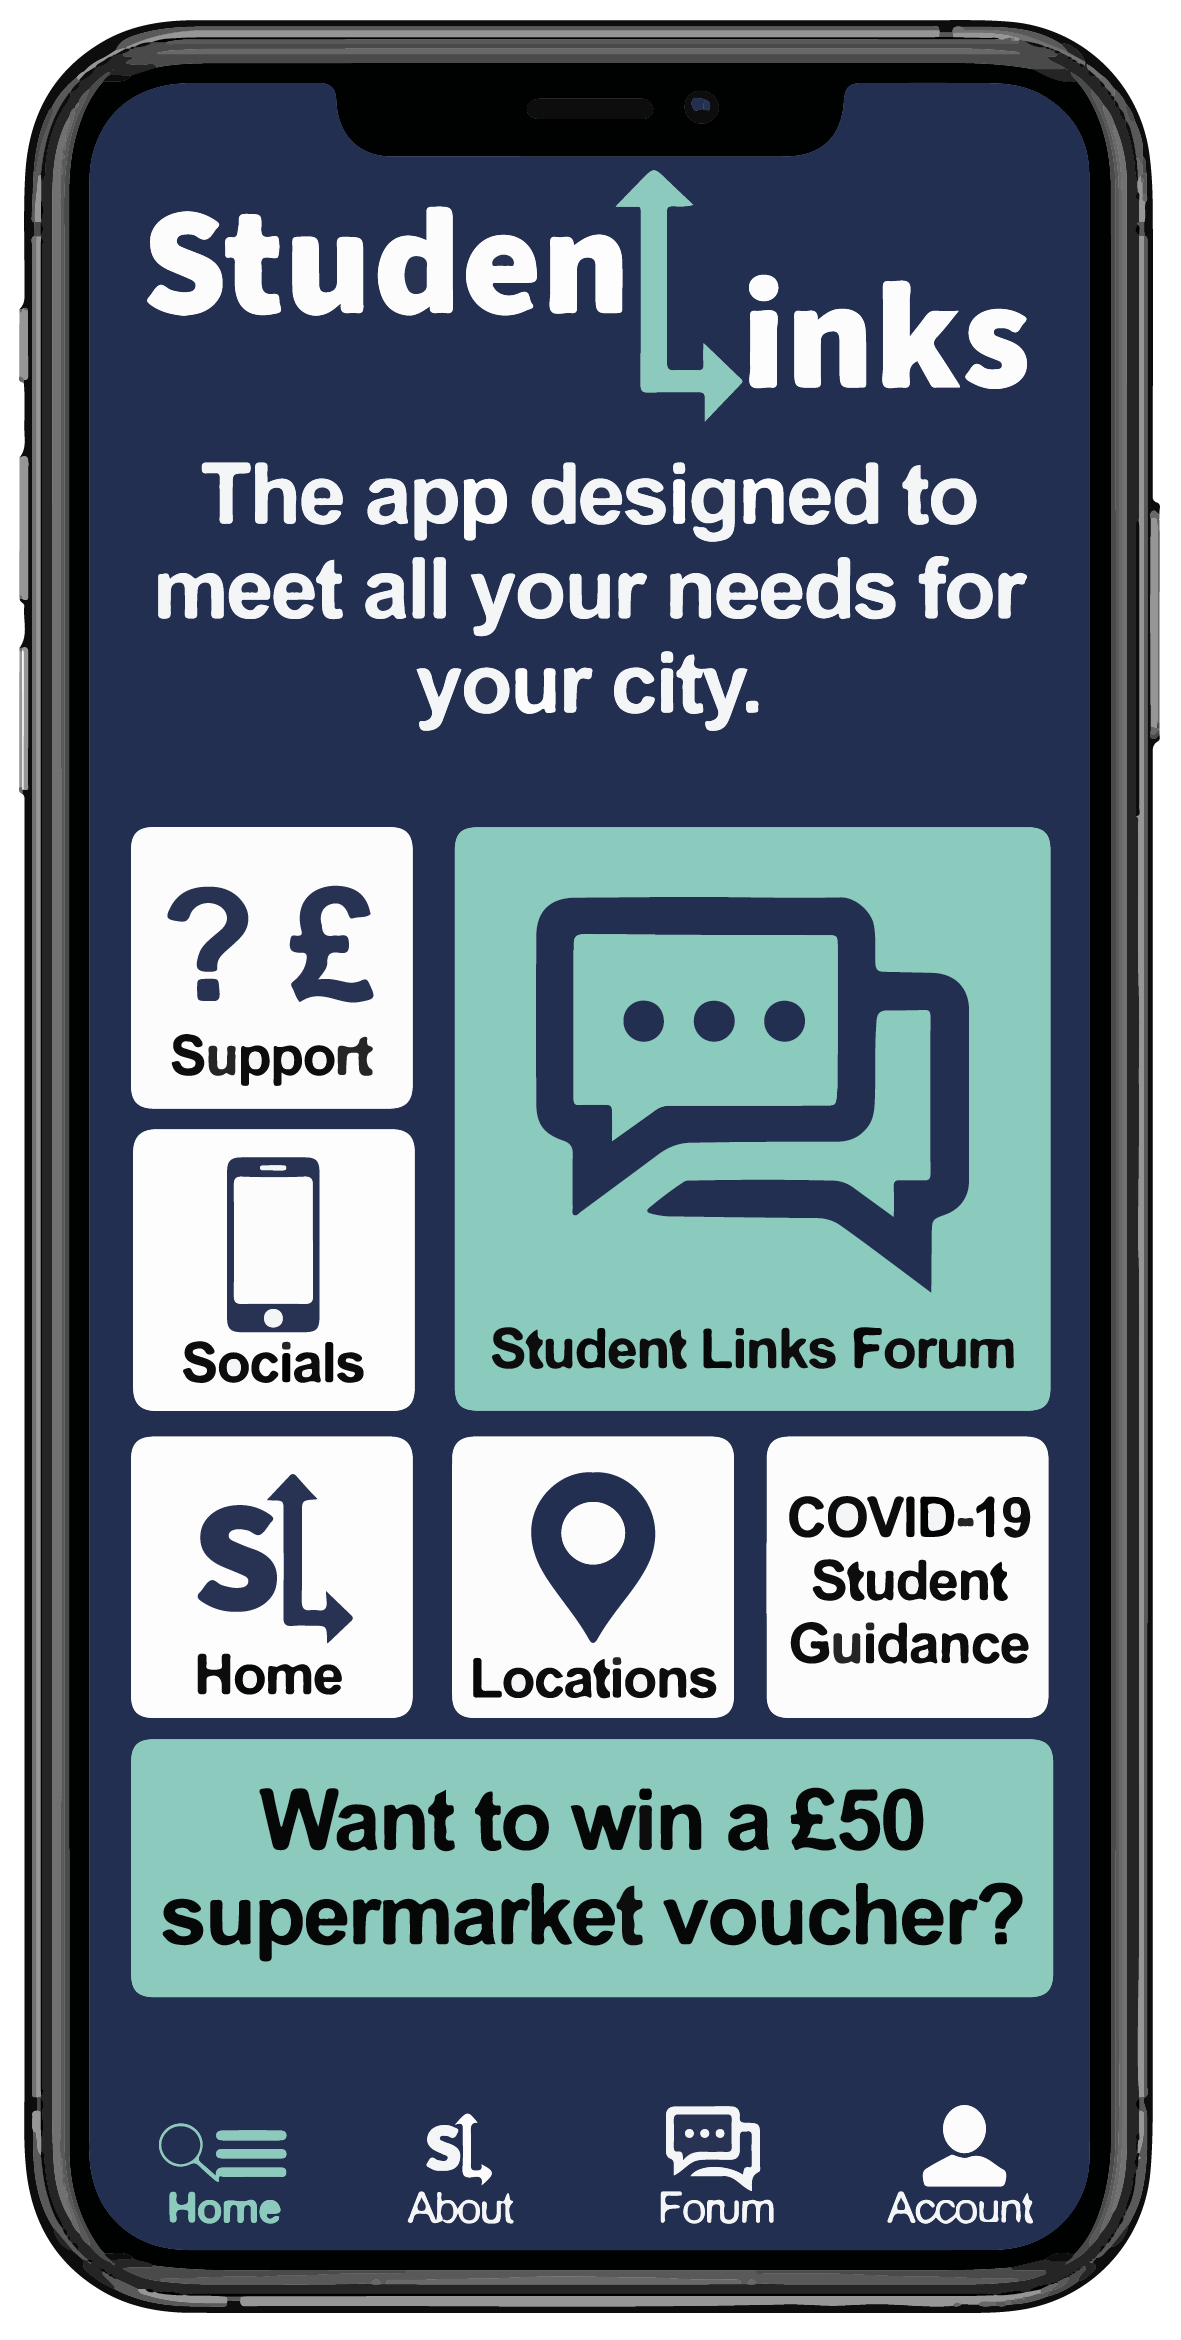 StudenLinks
The app designed to
meet all your needs for
your city.
? £
Support
Socials
Student Links Forum
SL
Home
Locations
COVID-19
Student
Guidance
Want to win a £50
supermarket voucher?
Home
SL
About
Forum
Account